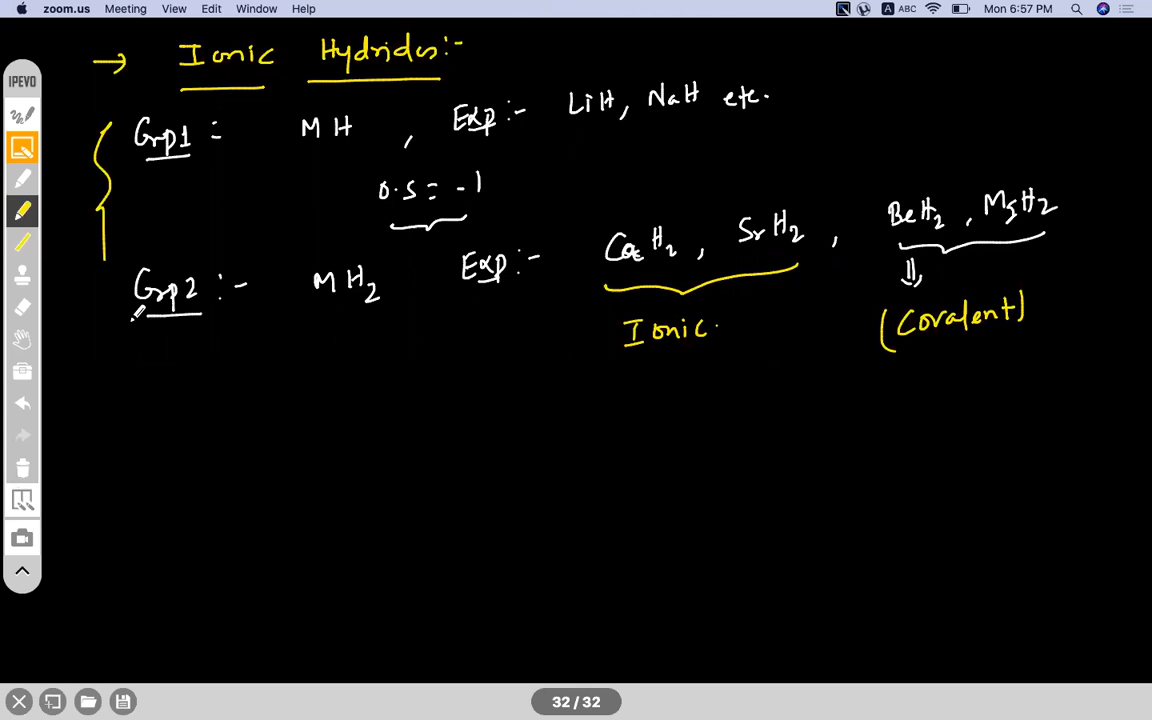 zoom.us Meeting View Edit Window Help A ABC Mon 6:57 PM
IPEVO
→ Ionic Hydrides:-
Grp1 = MH , Exp:- LiH, NaH etc.
O.S = -1
Grp2 :- MH2 Exp:- CaH2 , SrH2 , BeH2 , MgH2
Ionic. (Covalent)
32 / 32